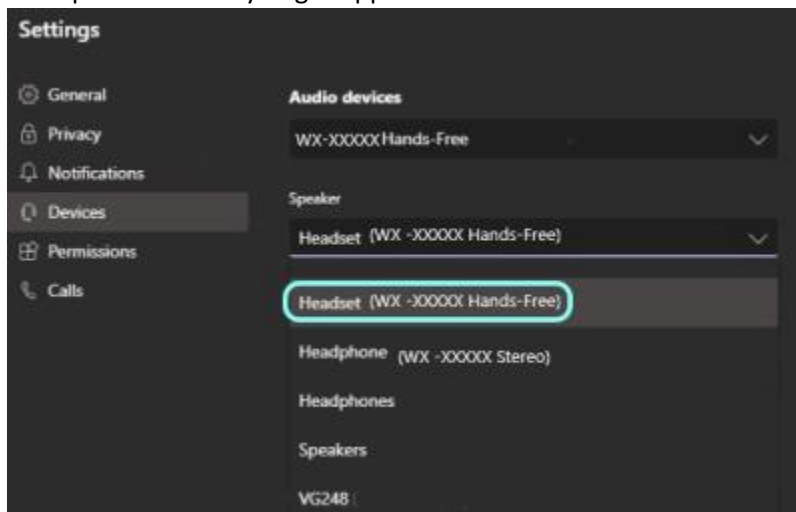 Settings
General
Privacy
Notifications
Devices
Permissions
Calls
Audio devices
WX-XXXXX Hands-Free
Speaker
Headset (WX -XXXXX Hands-Free)
Headset (WX -XXXXX Hands-Free)
Headphone (WX -XXXXX Stereo)
Headphones
Speakers
VG248